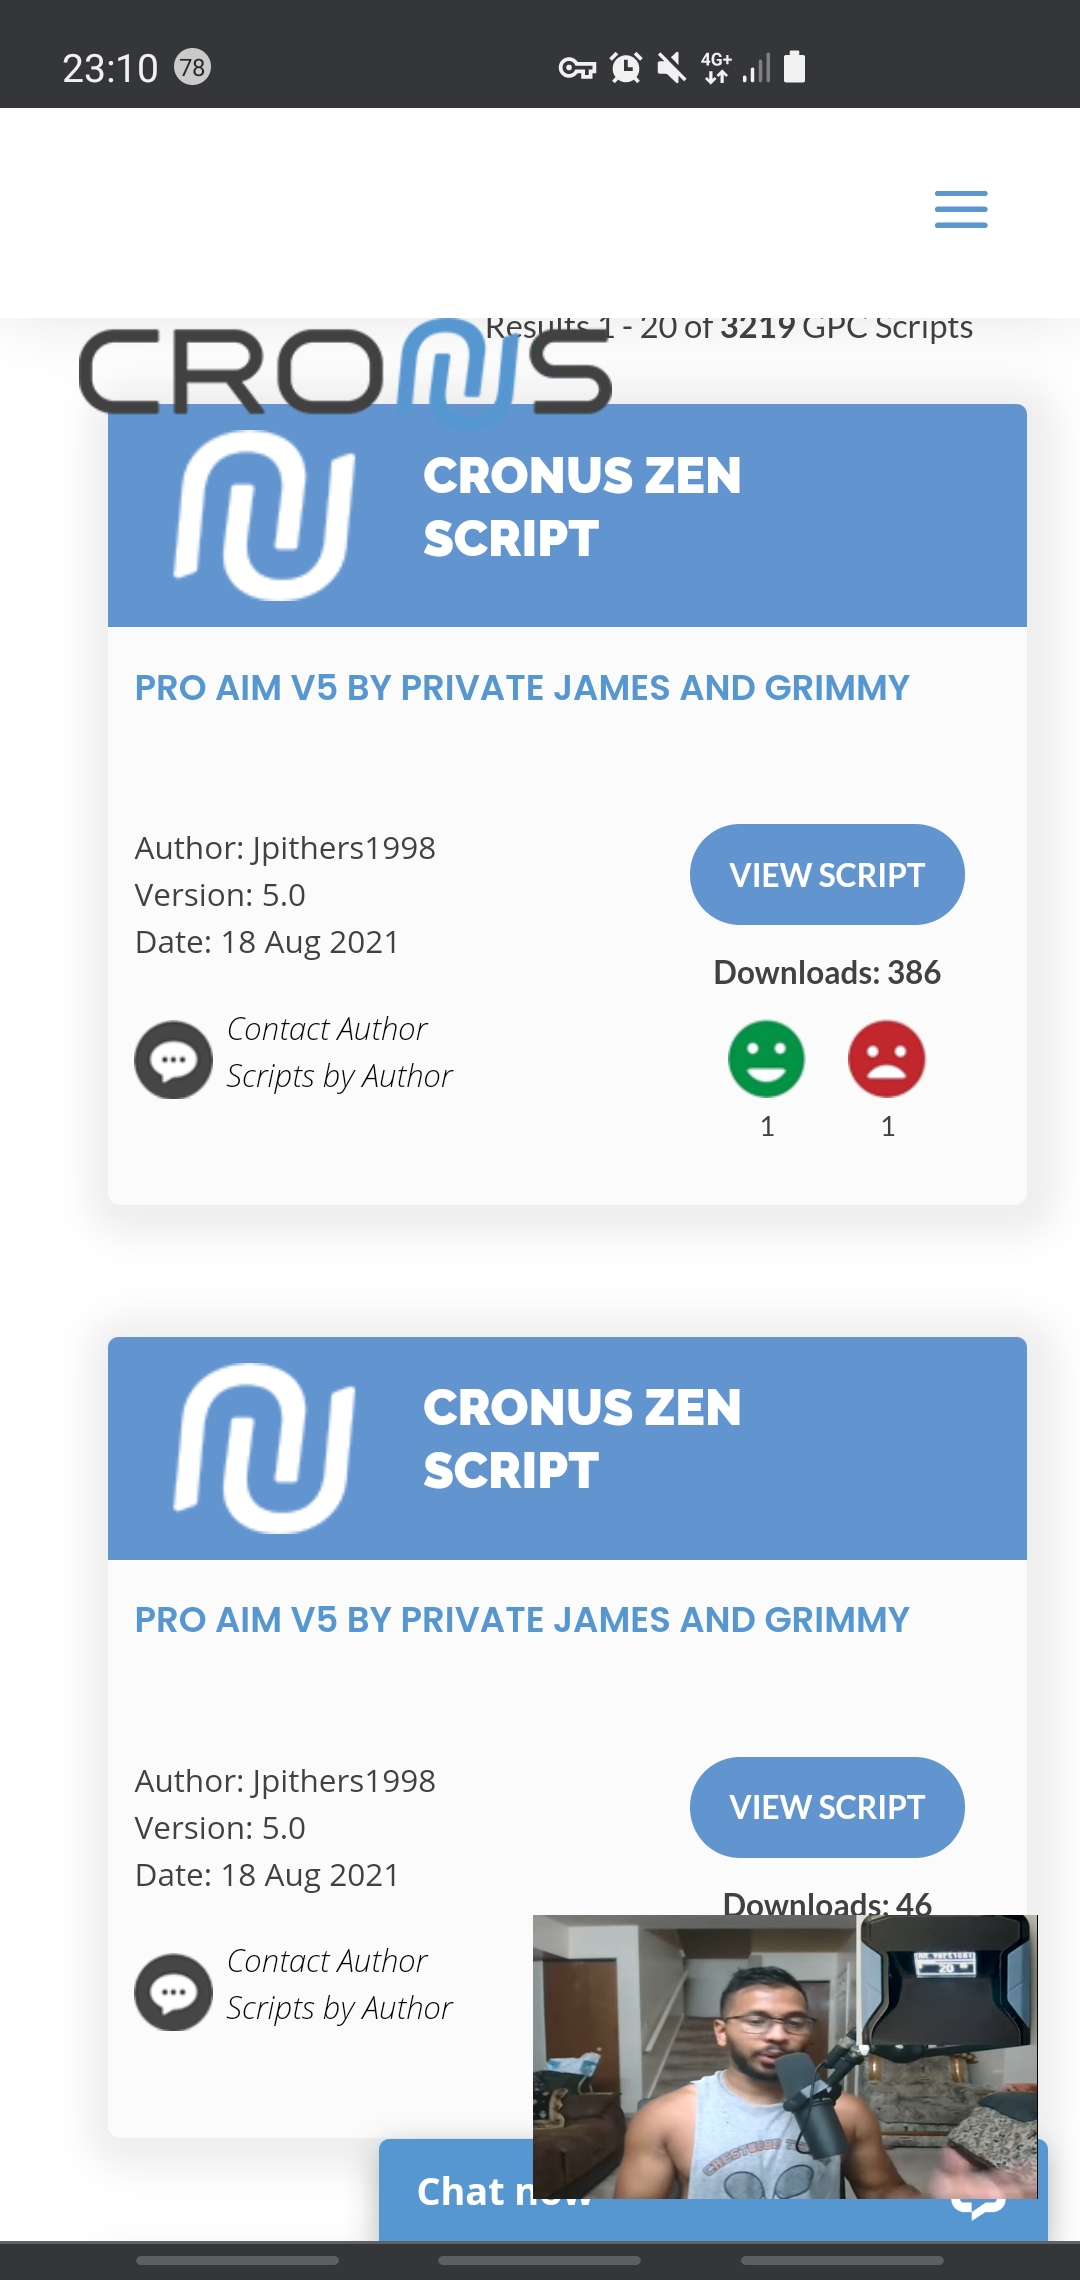 23:10 78
4G+
Results 1 - 20 of 3219 GPC Scripts
CRONUS
CRONUS ZEN
SCRIPT
PRO AIM V5 BY PRIVATE JAMES AND GRIMMY
Author: Jpithers1998
Version: 5.0
Date: 18 Aug 2021
VIEW SCRIPT
Downloads: 386
Contact Author
Scripts by Author
1 1
CRONUS ZEN
SCRIPT
PRO AIM V5 BY PRIVATE JAMES AND GRIMMY
Author: Jpithers1998
Version: 5.0
Date: 18 Aug 2021
VIEW SCRIPT
Downloads: 46
Contact Author
Scripts by Author
20
Chat now